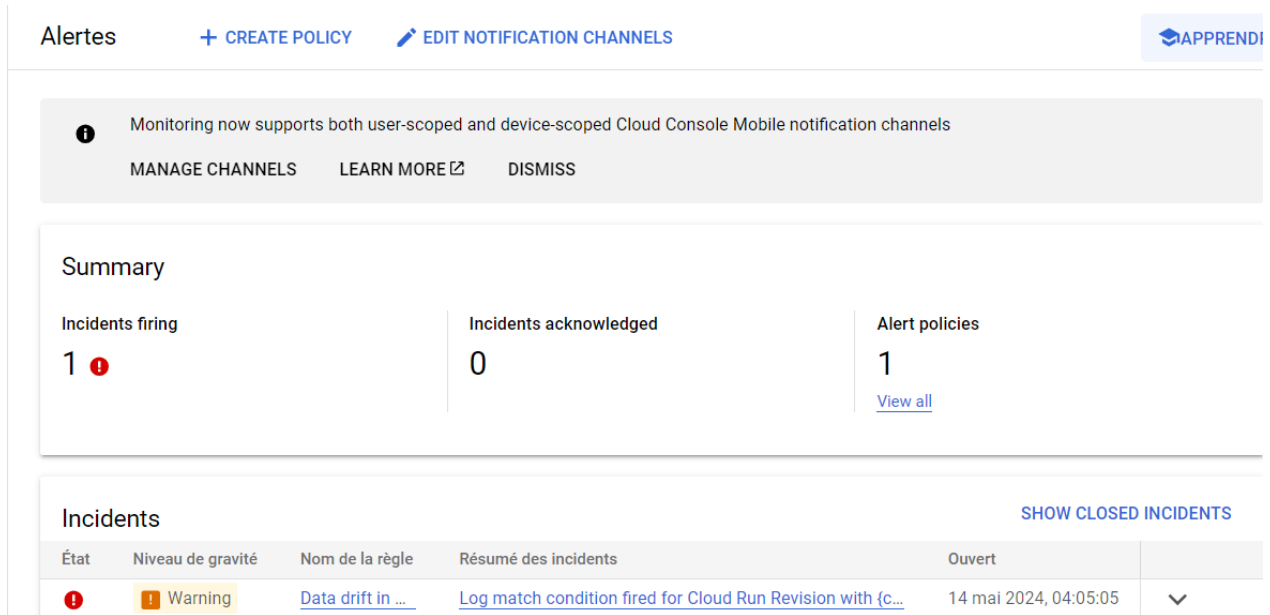 Alertes + CREATE POLICY EDIT NOTIFICATION CHANNELS APPRENDR
Monitoring now supports both user-scoped and device-scoped Cloud Console Mobile notification channels
MANAGE CHANNELS LEARN MORE DISMISS
Summary
Incidents firing Incidents acknowledged Alert policies
1 0 1
View all
Incidents SHOW CLOSED INCIDENTS
État Niveau de gravité Nom de la règle Résumé des incidents Ouvert
Warning Data drift in ... Log match condition fired for Cloud Run Revision with {c... 14 mai 2024, 04:05:05